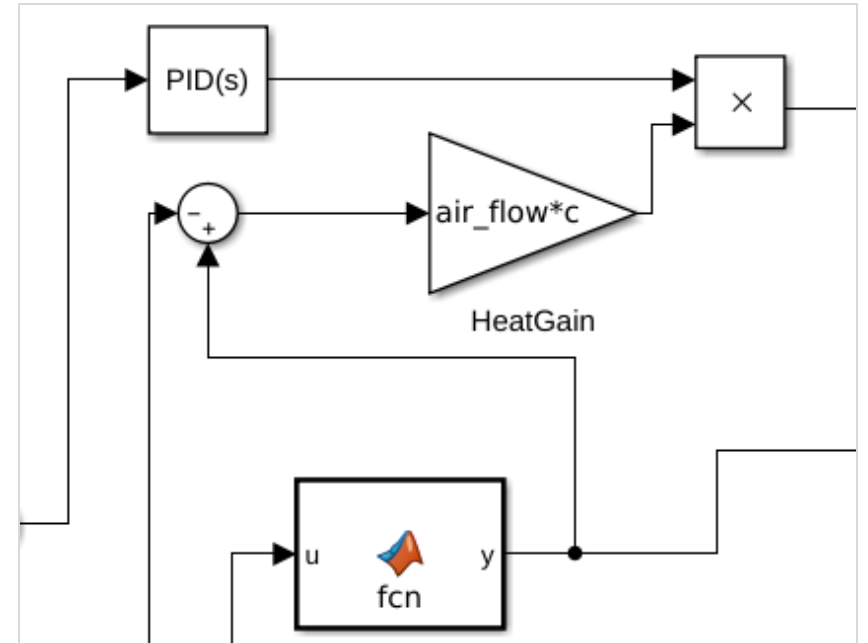 PID(s)
×
− +
air_flow*c
HeatGain
u
y
fcn